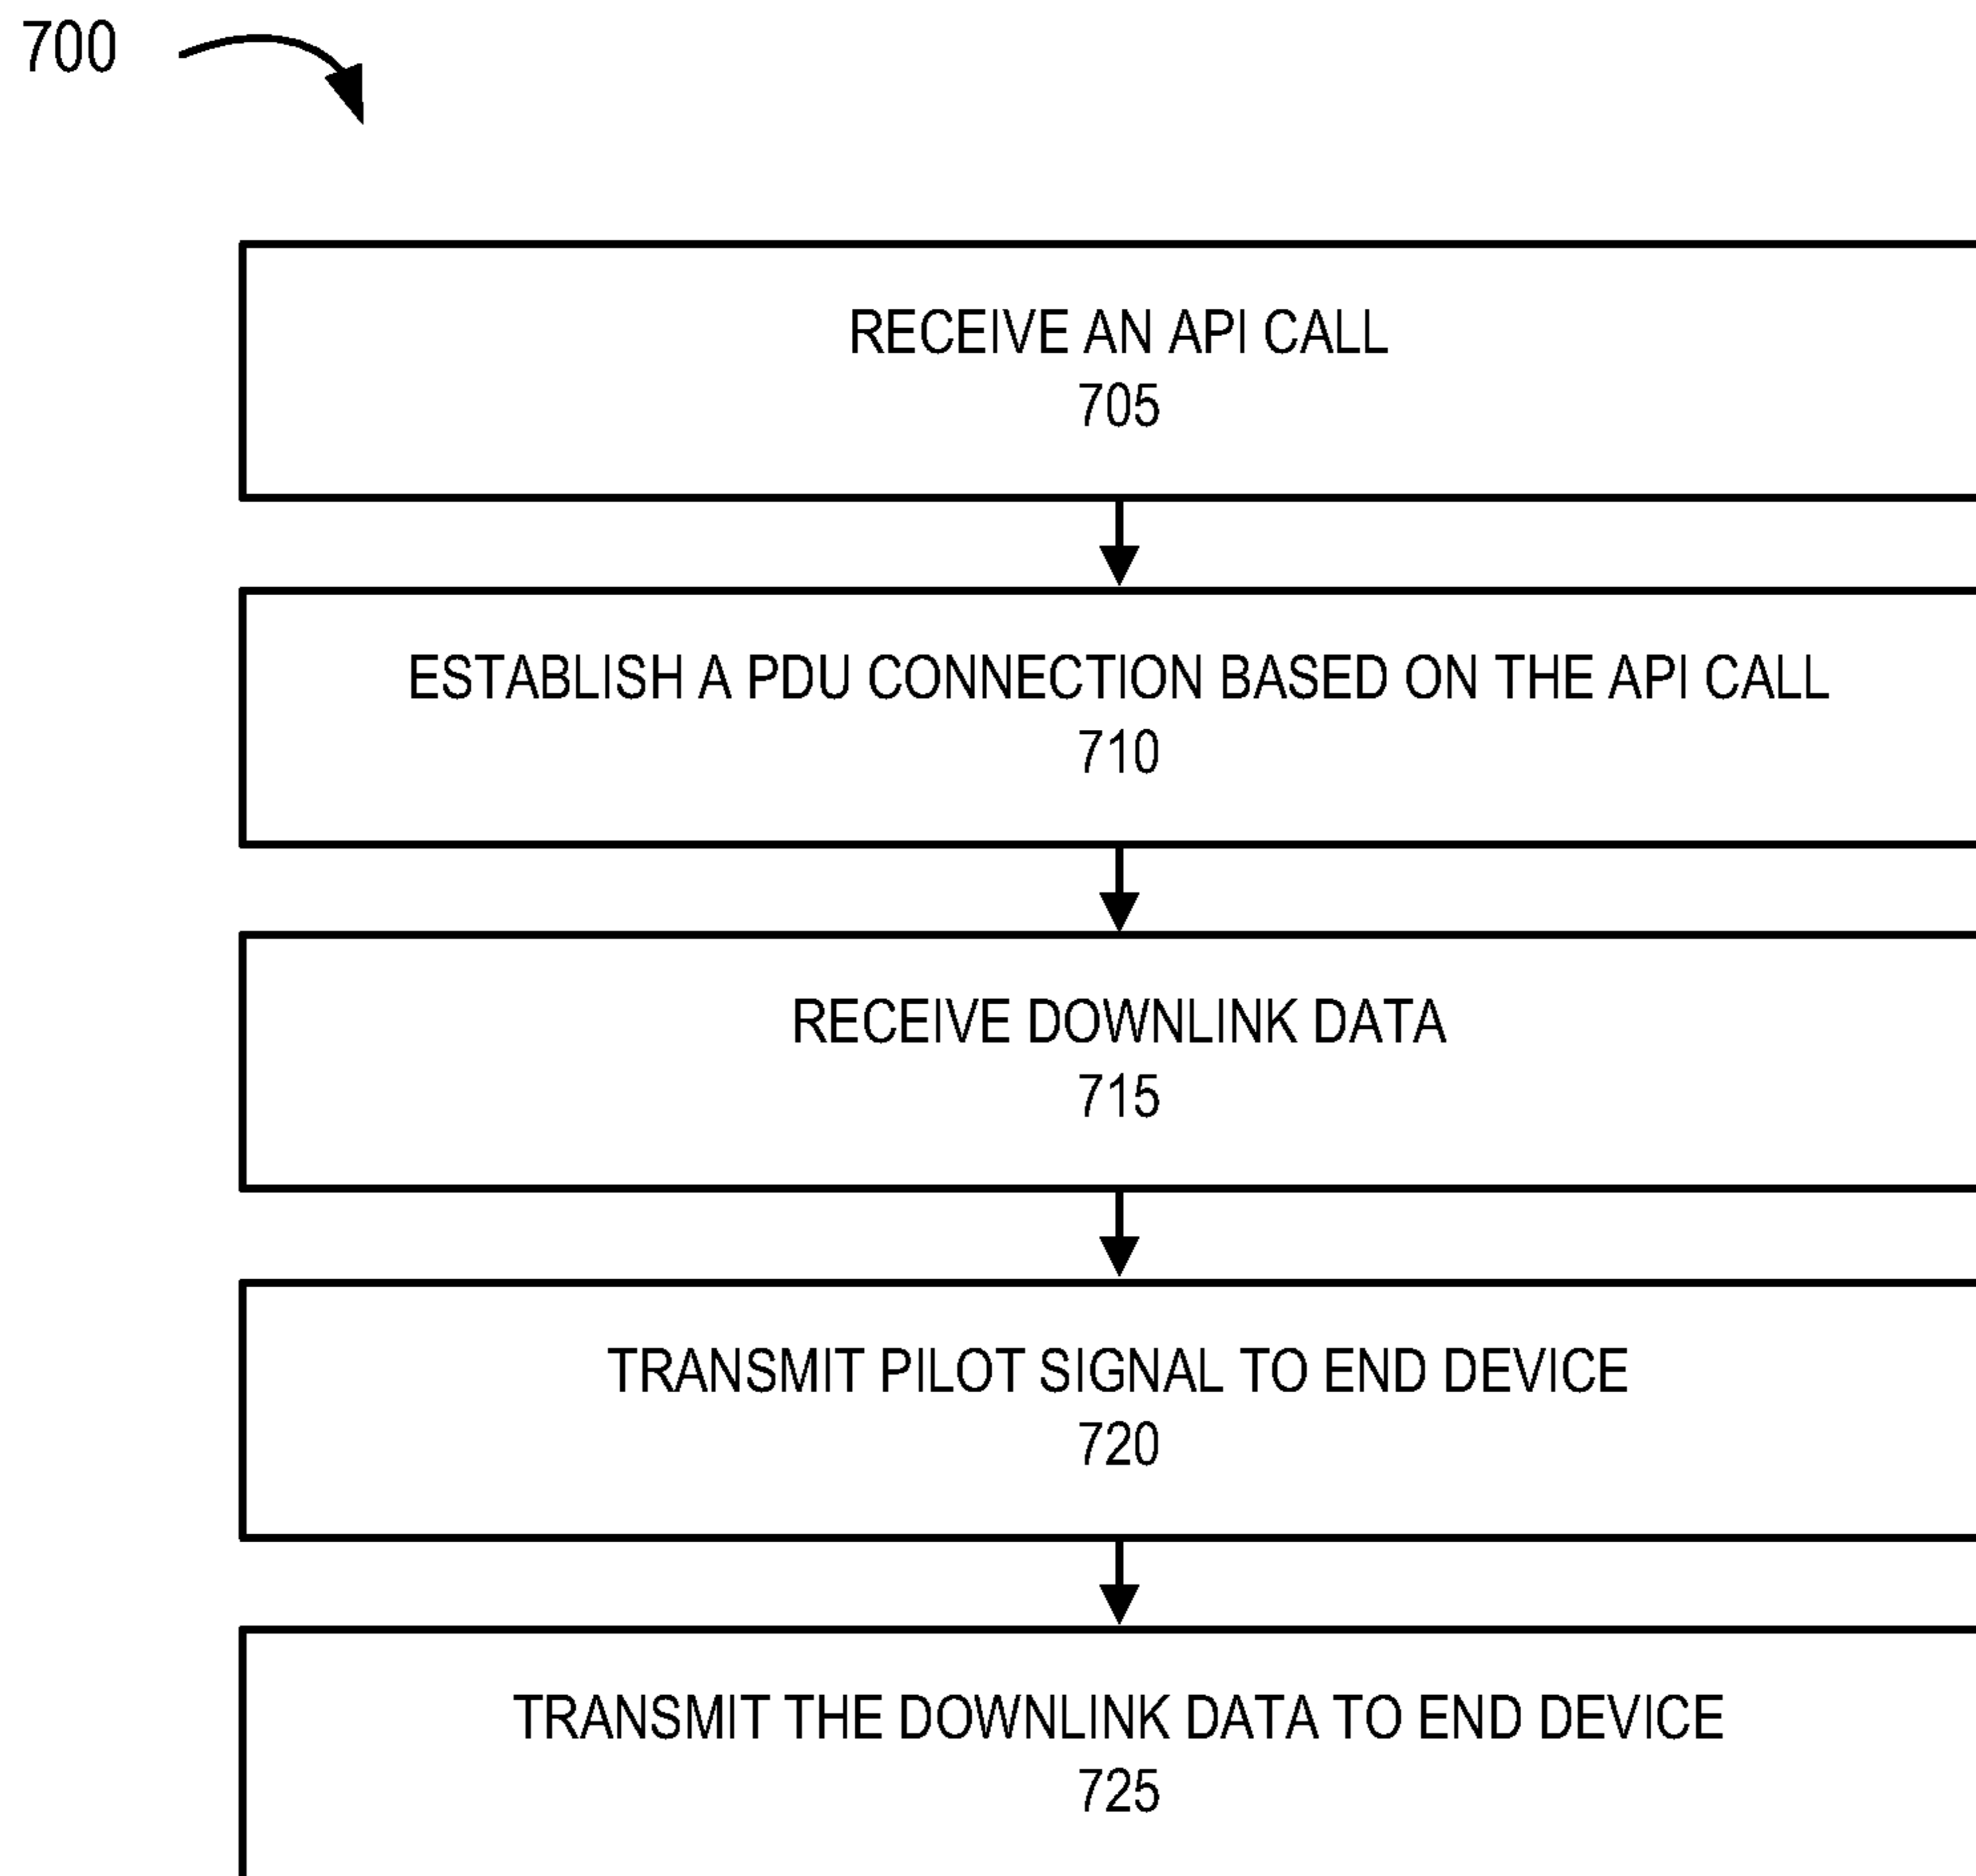 700
RECEIVE AN API CALL
705
ESTABLISH A PDU CONNECTION BASED ON THE API CALL
710
RECEIVE DOWNLINK DATA
715
TRANSMIT PILOT SIGNAL TO END DEVICE
720
TRANSMIT THE DOWNLINK DATA TO END DEVICE
725